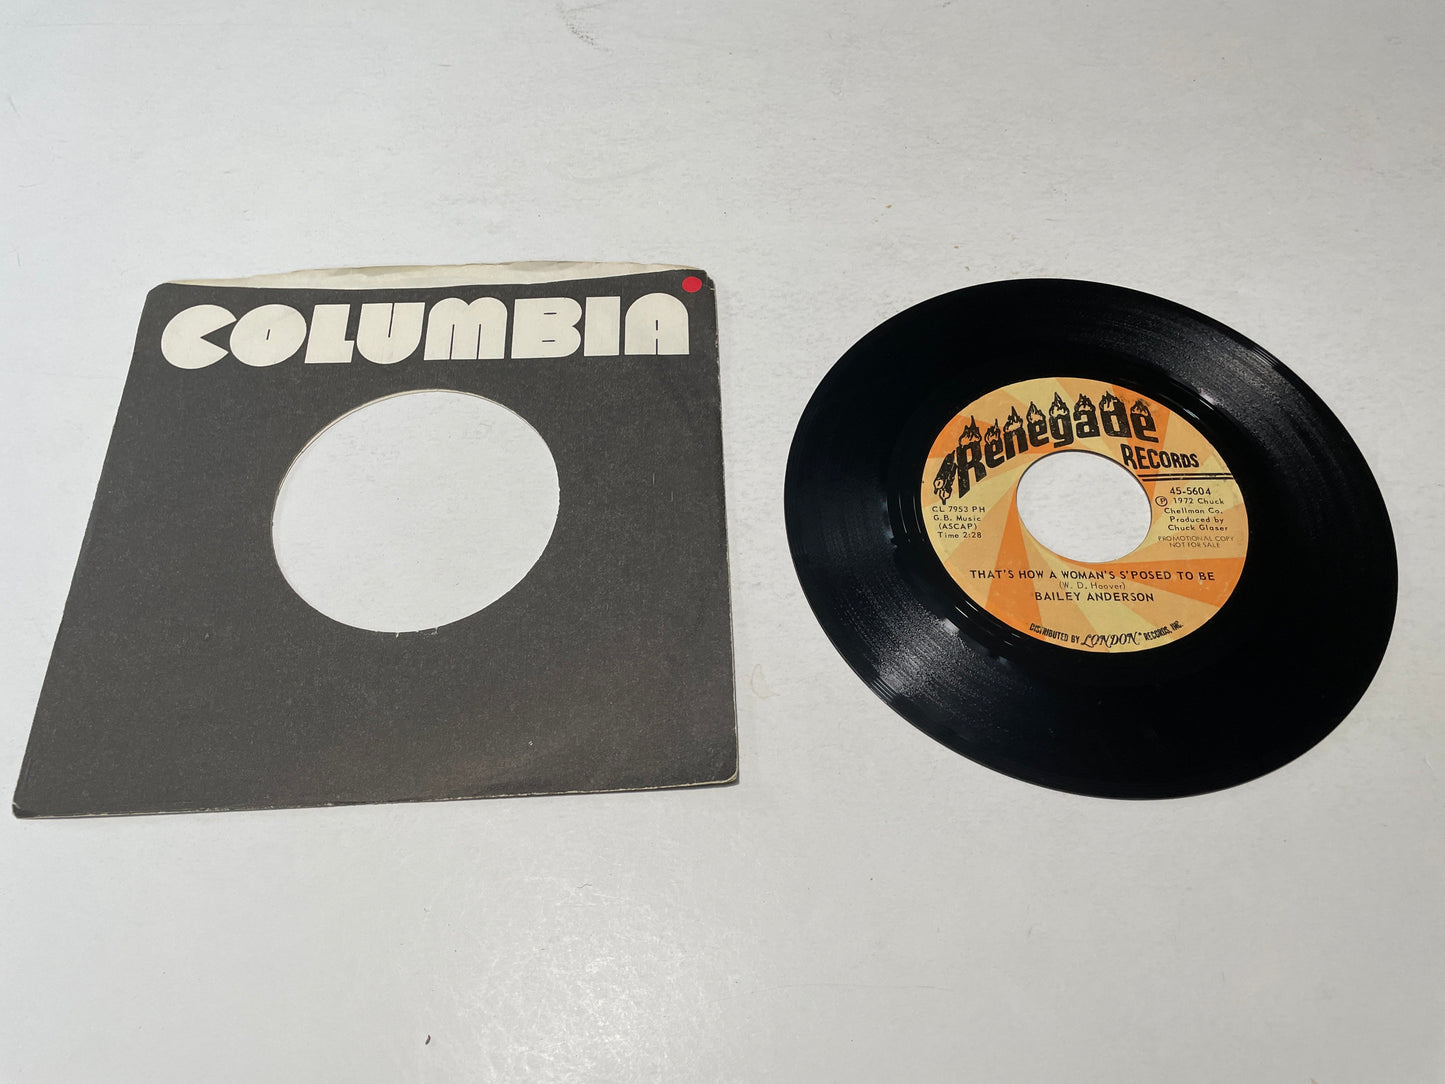 COLUMBIA
Renegade
RECORDS
CL 7953 PH
G.B. Music
(ASCAP)
Time 2:28
45-5604
Ⓟ 1972 Chuck
Chellman Co.
Produced by
Chuck Glaser
PROMOTIONAL COPY
NOT FOR SALE
THAT'S HOW A WOMAN'S S'POSED TO BE
(W. D. Hoover)
BAILEY ANDERSON
DISTRIBUTED BY LONDON® RECORDS, INC.